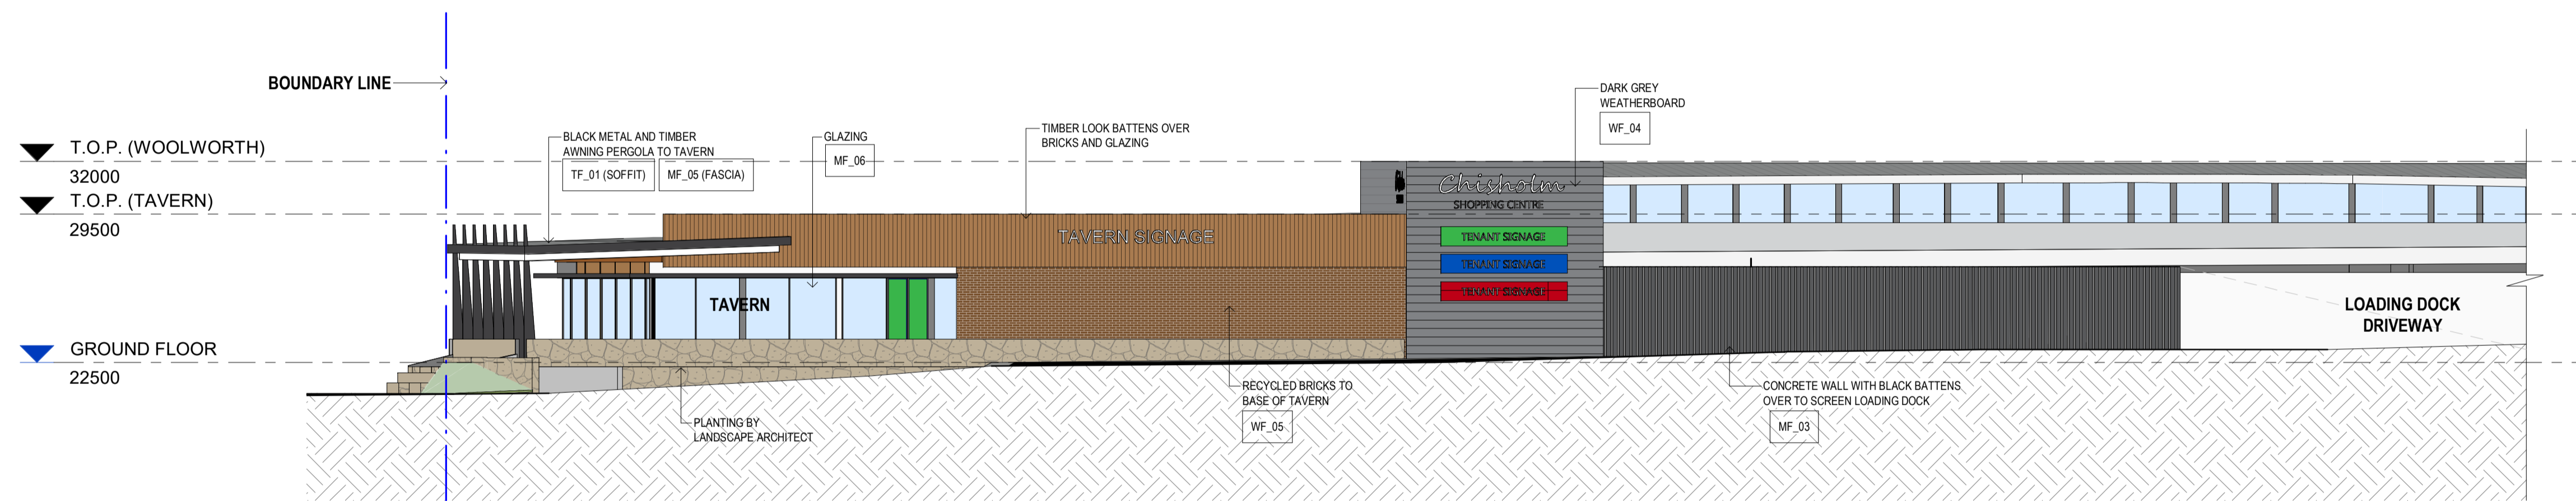 BOUNDARY LINE
T.O.P. (WOOLWORTH)
32000
T.O.P. (TAVERN)
29500
GROUND FLOOR
22500
BLACK METAL AND TIMBER
AWNING PERGOLA TO TAVERN
TF_01 (SOFFIT)
MF_05 (FASCIA)
GLAZING
MF_06
TIMBER LOOK BATTENS OVER
BRICKS AND GLAZING
DARK GREY
WEATHERBOARD
WF_04
TAVERN SIGNAGE
Chisholm
SHOPPING CENTRE
TENANT SIGNAGE
TENANT SIGNAGE
TENANT SIGNAGE
TAVERN
LOADING DOCK
DRIVEWAY
PLANTING BY
LANDSCAPE ARCHITECT
RECYCLED BRICKS TO
BASE OF TAVERN
WF_05
CONCRETE WALL WITH BLACK BATTENS
OVER TO SCREEN LOADING DOCK
MF_03